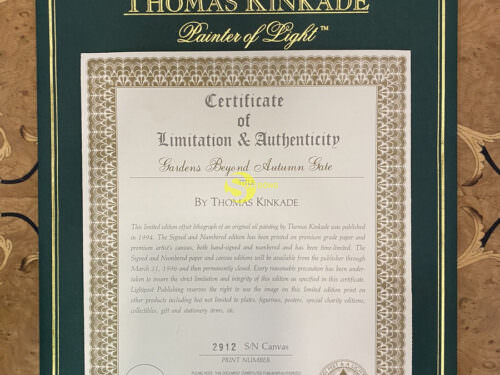 THOMAS KINKADE
Painter of Light™
Certificate
of
Limitation & Authenticity
Gardens Beyond Autumn Gate
TITLE
BY THOMAS KINKADE
This limited edition offset lithograph of an original oil painting by Thomas Kinkade was published
in 1994. The Signed and Numbered edition has been printed on premium grade paper and
premium artist's canvas, both hand-signed and numbered and has been time-limited. The
Signed and Numbered paper and canvas editions will be available from the publisher through
March 31, 1996 and then permanently closed. Every reasonable precaution has been under-
taken to assure the strict limitation and integrity of this edition as specified in this certificate.
Lightpost Publishing reserves the right to use the image on this limited edition print on
other products including but not limited to plates, figurines, posters, special charity editions,
collectibles, gift and stationery items, etc.
2912 S/N Canvas
PRINT NUMBER